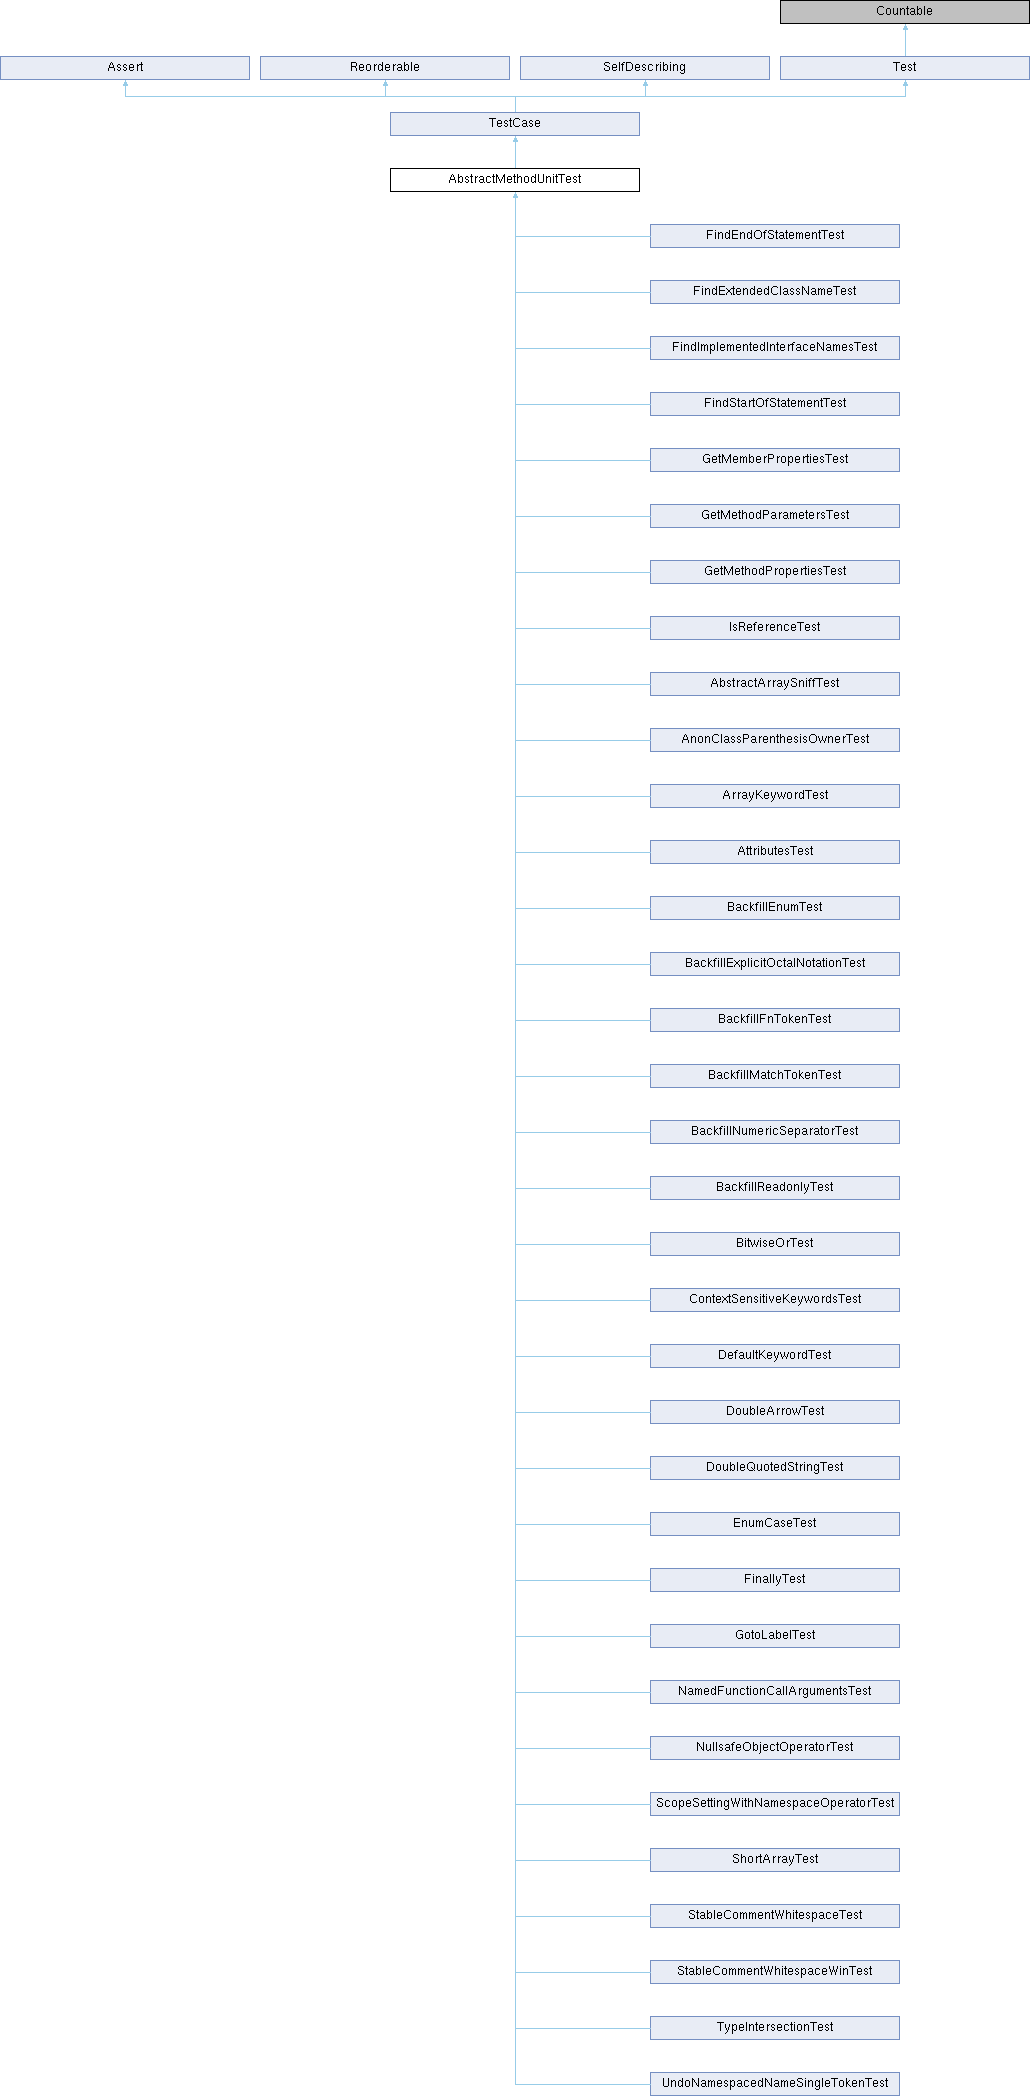 Countable
Assert
Reorderable
SelfDescribing
Test
TestCase
AbstractMethodUnitTest
FindEndOfStatementTest
FindExtendedClassNameTest
FindImplementedInterfaceNamesTest
FindStartOfStatementTest
GetMemberPropertiesTest
GetMethodParametersTest
GetMethodPropertiesTest
IsReferenceTest
AbstractArraySniffTest
AnonClassParenthesisOwnerTest
ArrayKeywordTest
AttributesTest
BackfillEnumTest
BackfillExplicitOctalNotationTest
BackfillFnTokenTest
BackfillMatchTokenTest
BackfillNumericSeparatorTest
BackfillReadonlyTest
BitwiseOrTest
ContextSensitiveKeywordsTest
DefaultKeywordTest
DoubleArrowTest
DoubleQuotedStringTest
EnumCaseTest
FinallyTest
GotoLabelTest
NamedFunctionCallArgumentsTest
NullsafeObjectOperatorTest
ScopeSettingWithNamespaceOperatorTest
ShortArrayTest
StableCommentWhitespaceTest
StableCommentWhitespaceWinTest
TypeIntersectionTest
UndoNamespacedNameSingleTokenTest